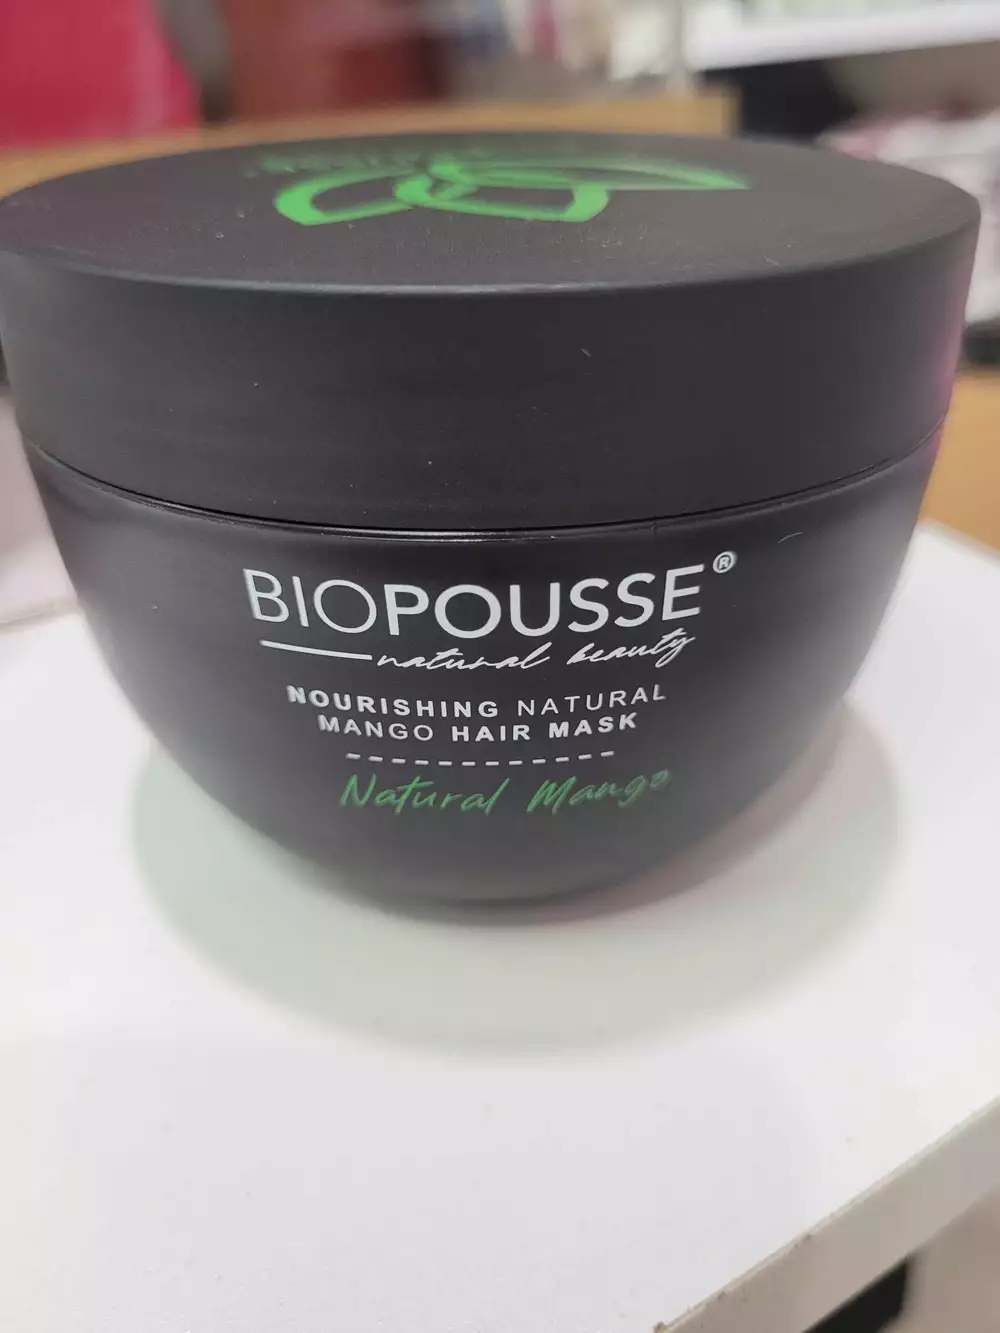 BIOPOUSSE®
natural beauty
NOURISHING NATURAL
MANGO HAIR MASK
Natural Mango